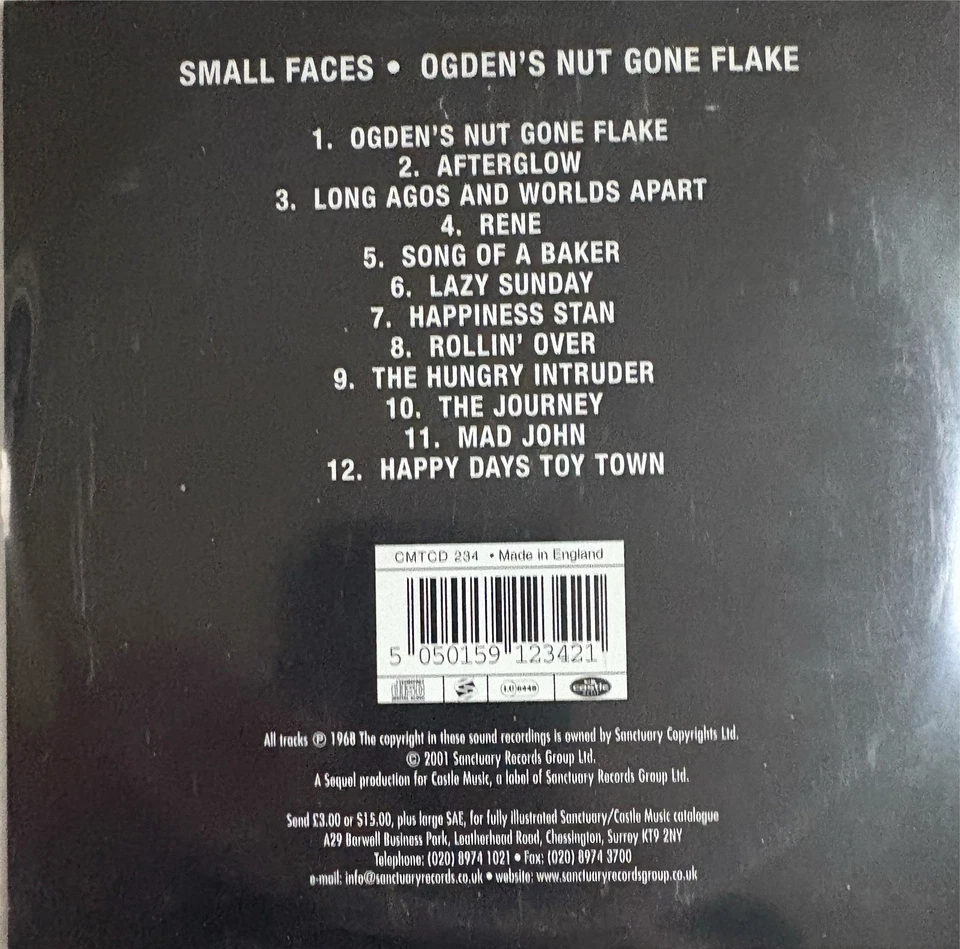 SMALL FACES • OGDEN'S NUT GONE FLAKE
1. OGDEN'S NUT GONE FLAKE
2. AFTERGLOW
3. LONG AGOS AND WORLDS APART
4. RENE
5. SONG OF A BAKER
6. LAZY SUNDAY
7. HAPPINESS STAN
8. ROLLIN' OVER
9. THE HUNGRY INTRUDER
10. THE JOURNEY
11. MAD JOHN
12. HAPPY DAYS TOY TOWN
CMTCD 234 • Made in England
5 050159 123421
castle
All tracks ℗ 1968 The copyright in these sound recordings is owned by Sanctuary Copyrights Ltd.
© 2001 Sanctuary Records Group Ltd.
A Sequel production for Castle Music, a label of Sanctuary Records Group Ltd.
Send £3.00 or $15.00, plus large SAE, for fully illustrated Sanctuary/Castle Music catalogue
A29 Barwell Business Park, Leatherhead Road, Chessington, Surrey KT9 2NY
Telephone: (020) 8974 1021 • Fax: (020) 8974 3700
e-mail: info@sanctuaryrecords.co.uk • website: www.sanctuaryrecordsgroup.co.uk